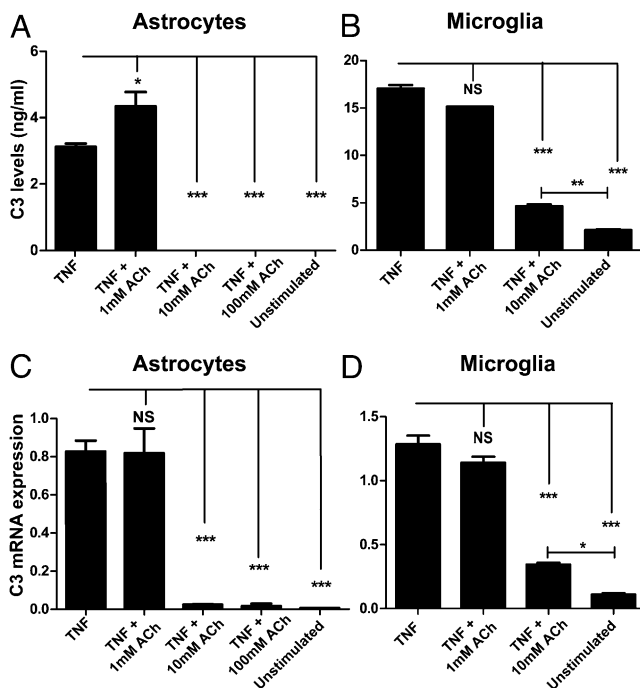 A
Astrocytes
C3 levels (ng/ml)
6
4
2
0
*
***
***
***
TNF
TNF +
1mM ACh
TNF +
10mM ACh
TNF +
100mM ACh
Unstimulated
B
Microglia
20
15
10
5
0
NS
***
**
***
TNF
TNF +
1mM ACh
TNF +
10mM ACh
Unstimulated
C
Astrocytes
C3 mRNA expression
1.0
0.8
0.6
0.4
0.2
0.0
NS
***
***
***
TNF
TNF +
1mM ACh
TNF +
10mM ACh
TNF +
100mM ACh
Unstimulated
D
Microglia
1.5
1.0
0.5
0.0
NS
***
***
*
TNF
TNF +
1mM ACh
TNF +
10mM ACh
Unstimulated